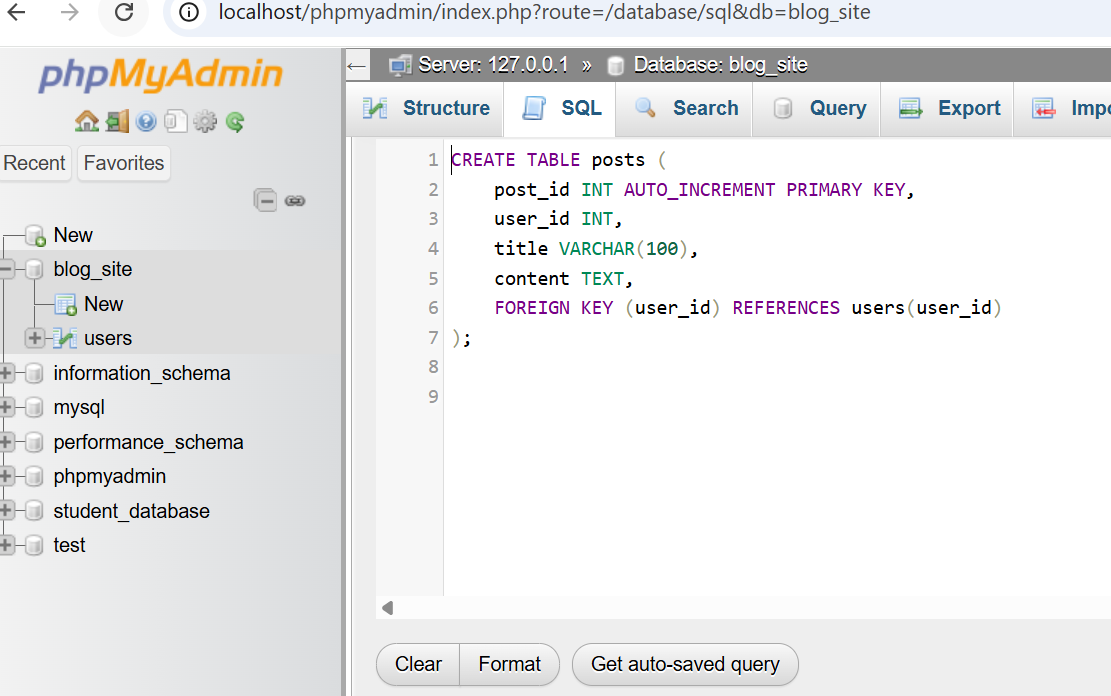 localhost/phpmyadmin/index.php?route=/database/sql&db=blog_site
phpMyAdmin
Recent Favorites
New
blog_site
New
users
information_schema
mysql
performance_schema
phpmyadmin
student_database
test
Server: 127.0.0.1 » Database: blog_site
Structure SQL Search Query Export Impo
1 CREATE TABLE posts (
2 post_id INT AUTO_INCREMENT PRIMARY KEY,
3 user_id INT,
4 title VARCHAR(100),
5 content TEXT,
6 FOREIGN KEY (user_id) REFERENCES users(user_id)
7 );
8
9
Clear Format Get auto-saved query